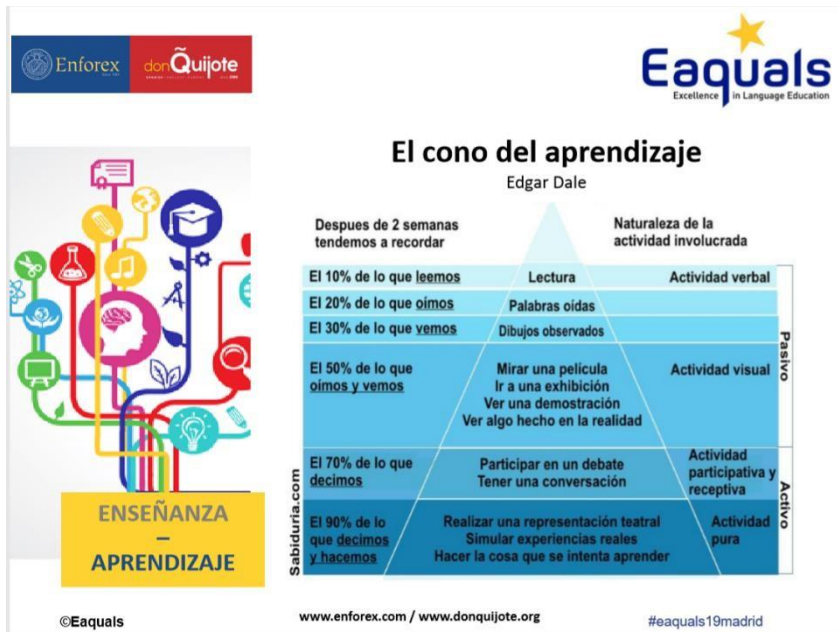 Enforex
don Quijote
Eaquals
Excellence in Language Education
El cono del aprendizaje
Edgar Dale
Despues de 2 semanas
tendemos a recordar
Naturaleza de la
actividad involucrada
El 10% de lo que leemos
Lectura
Actividad verbal
El 20% de lo que oímos
Palabras oídas
El 30% de lo que vemos
Dibujos observados
El 50% de lo que
oímos y vemos
Mirar una película
Ir a una exhibición
Ver una demostración
Ver algo hecho en la realidad
Actividad visual
Pasivo
El 70% de lo que
decimos
Participar en un debate
Tener una conversación
Actividad
participativa y
receptiva
El 90% de lo
que decimos
y hacemos
Realizar una representación teatral
Simular experiencias reales
Hacer la cosa que se intenta aprender
Actividad
pura
Activo
Sabiduria.com
ENSEÑANZA
–
APRENDIZAJE
©Eaquals
www.enforex.com / www.donquijote.org
#eaquals19madrid